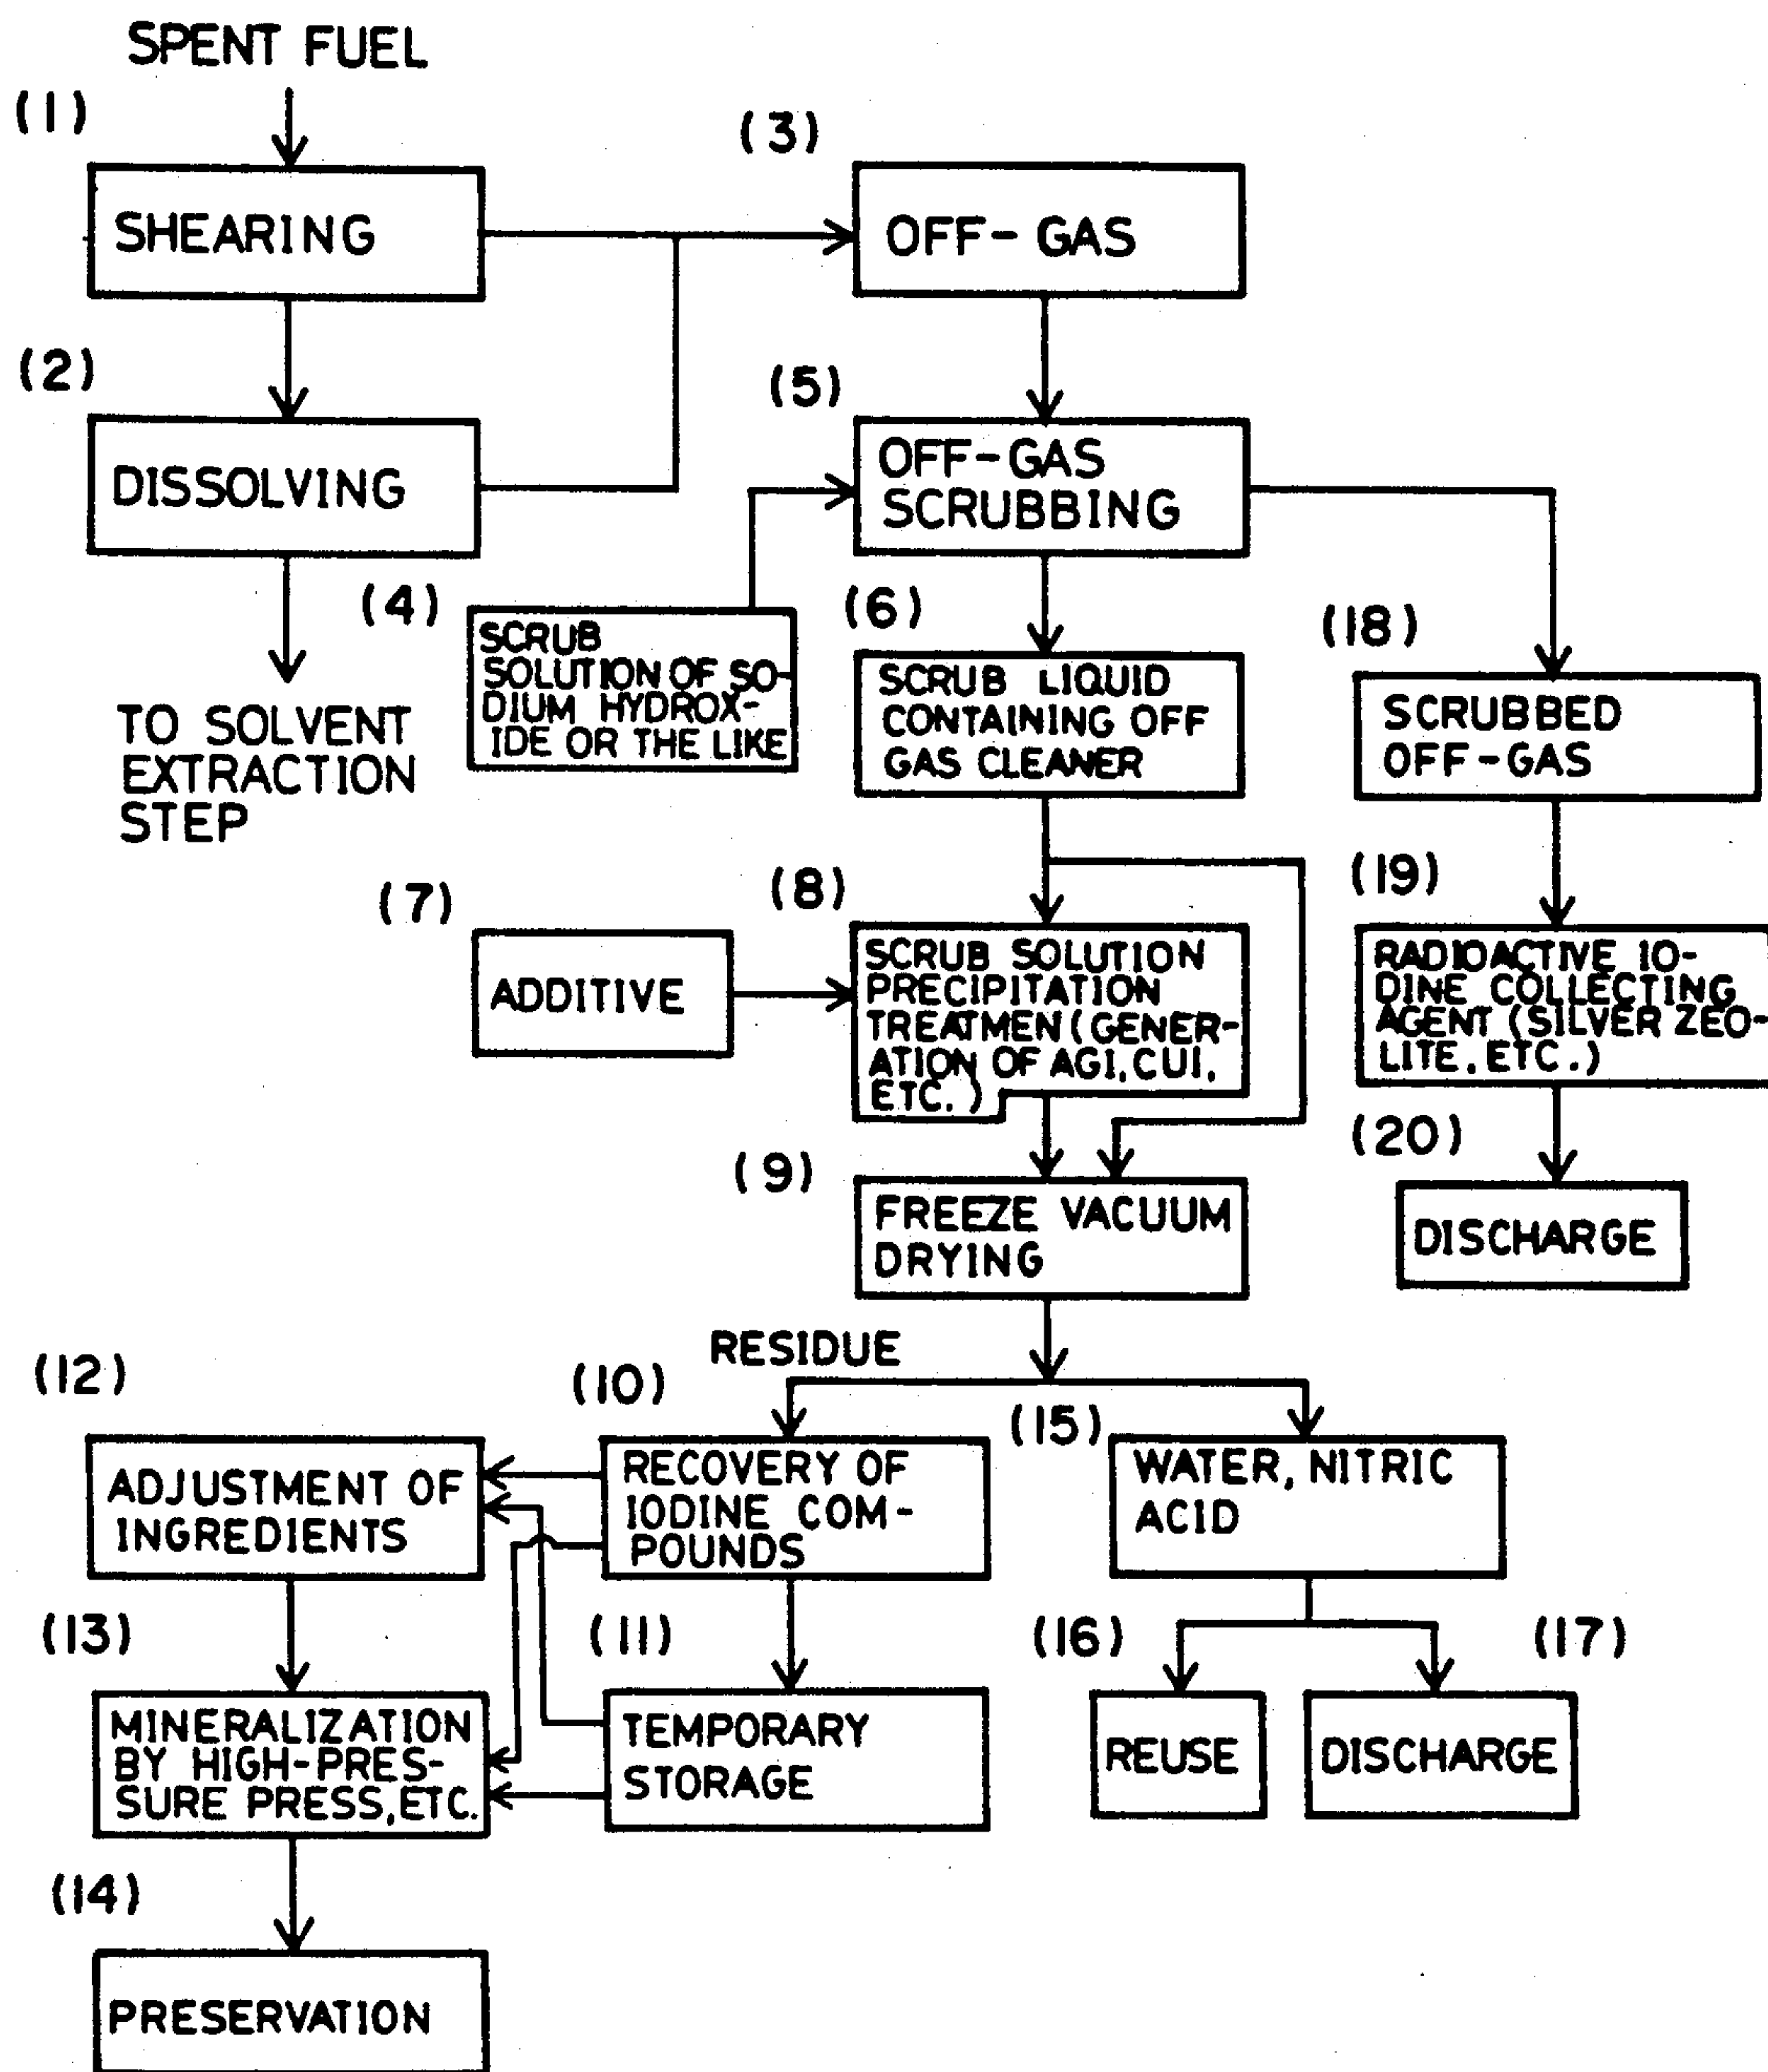 SPENT FUEL
(1)
SHEARING
(2)
DISSOLVING
TO SOLVENT
EXTRACTION
STEP
(3)
OFF-GAS
(4)
SCRUB
SOLUTION OF SO-
DIUM HYDROX-
IDE OR THE LIKE
(5)
OFF-GAS
SCRUBBING
(6)
SCRUB LIQUID
CONTAINING OFF
GAS CLEANER
(18)
SCRUBBED
OFF-GAS
(7)
ADDITIVE
(8)
SCRUB SOLUTION
PRECIPITATION
TREATMEN (GENER-
ATION OF AGI, CUI,
ETC.)
(19)
RADIOACTIVE IO-
DINE COLLECTING
AGENT (SILVER ZEO-
LITE, ETC.)
(20)
DISCHARGE
(9)
FREEZE VACUUM
DRYING
RESIDUE
(10)
RECOVERY OF
IODINE COM-
POUNDS
(15)
WATER, NITRIC
ACID
(12)
ADJUSTMENT OF
INGREDIENTS
(13)
MINERALIZATION
BY HIGH-PRES-
SURE PRESS, ETC.
(11)
TEMPORARY
STORAGE
(16)
REUSE
(17)
DISCHARGE
(14)
PRESERVATION